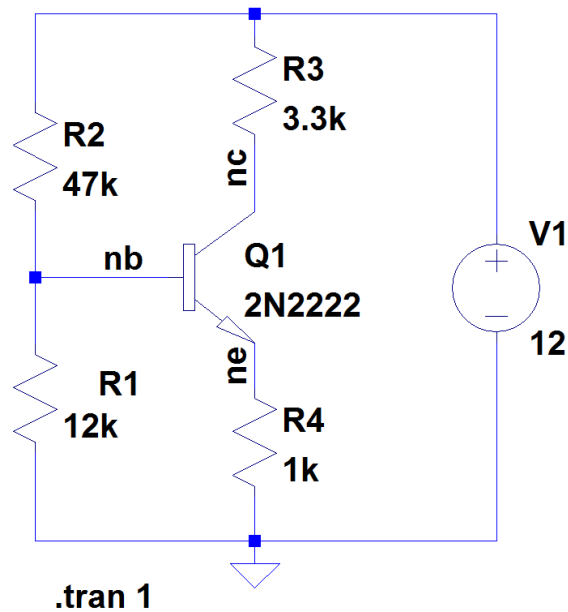 R3
3.3k
nc
R2
47k
nb
Q1
2N2222
V1
12
ne
R1
12k
R4
1k
.tran 1